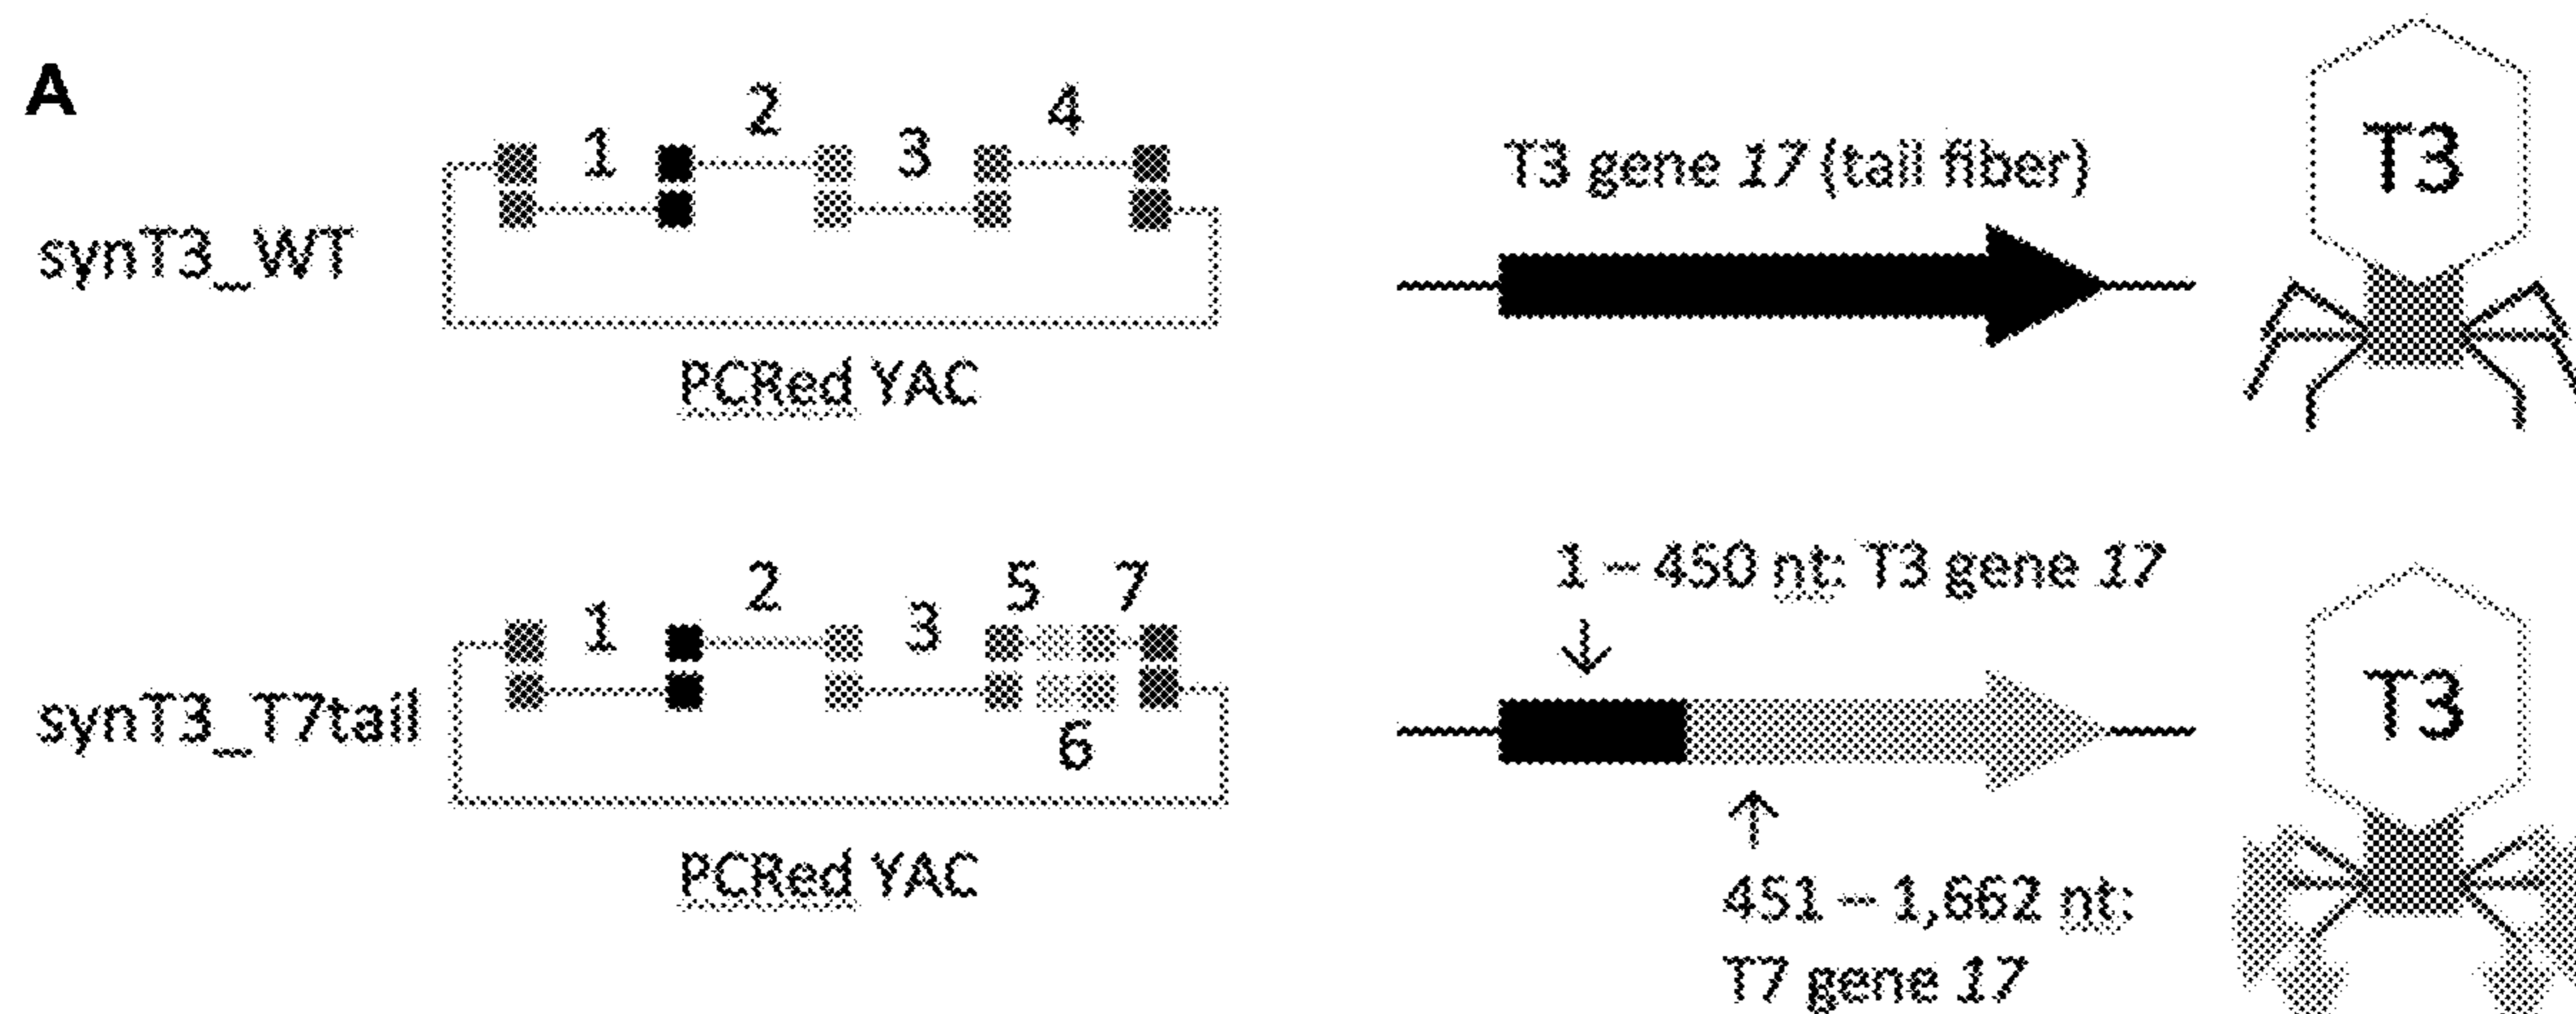 A
2
4
1
3
T3 gene 17 (tail fiber)
T3
synT3_WT
PCRed YAC
1 – 450 nt: T3 gene 17
2
5
7
1
3
T3
synT3_T7tail
6
PCRed YAC
451 – 1,662 nt:
T7 gene 17